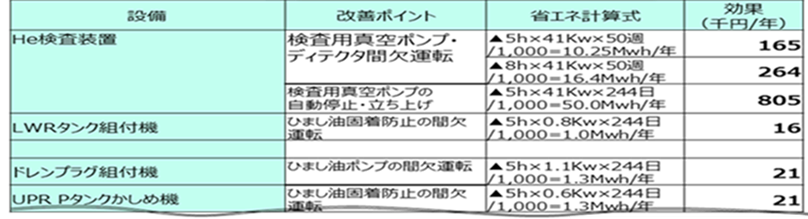 設備 改善ポイント 省エネ計算式 効果
(千円/年)
He検査装置 検査用真空ポンプ・
ディテクタ間欠運転 ▲5h×41Kw×50週
/1,000=10.25Mwh/年 165
▲8h×41Kw×50週
/1,000=16.4Mwh/年 264
検査用真空ポンプの
自動停止・立ち上げ ▲5h×41Kw×244日
/1,000=50.0Mwh/年 805
LWRタンク組付機 ひまし油固着防止の間欠
運転 ▲5h×0.8Kw×244日
/1,000=1.0Mwh/年 16
ドレンプラグ組付機 ひまし油ポンプの間欠運転 ▲5h×1.1Kw×244日
/1,000=1.3Mwh/年 21
UPR Pタンクかしめ機 ひまし油固着防止の間欠
運転 ▲5h×0.6Kw×244日
/1,000=1.3Mwh/年 21